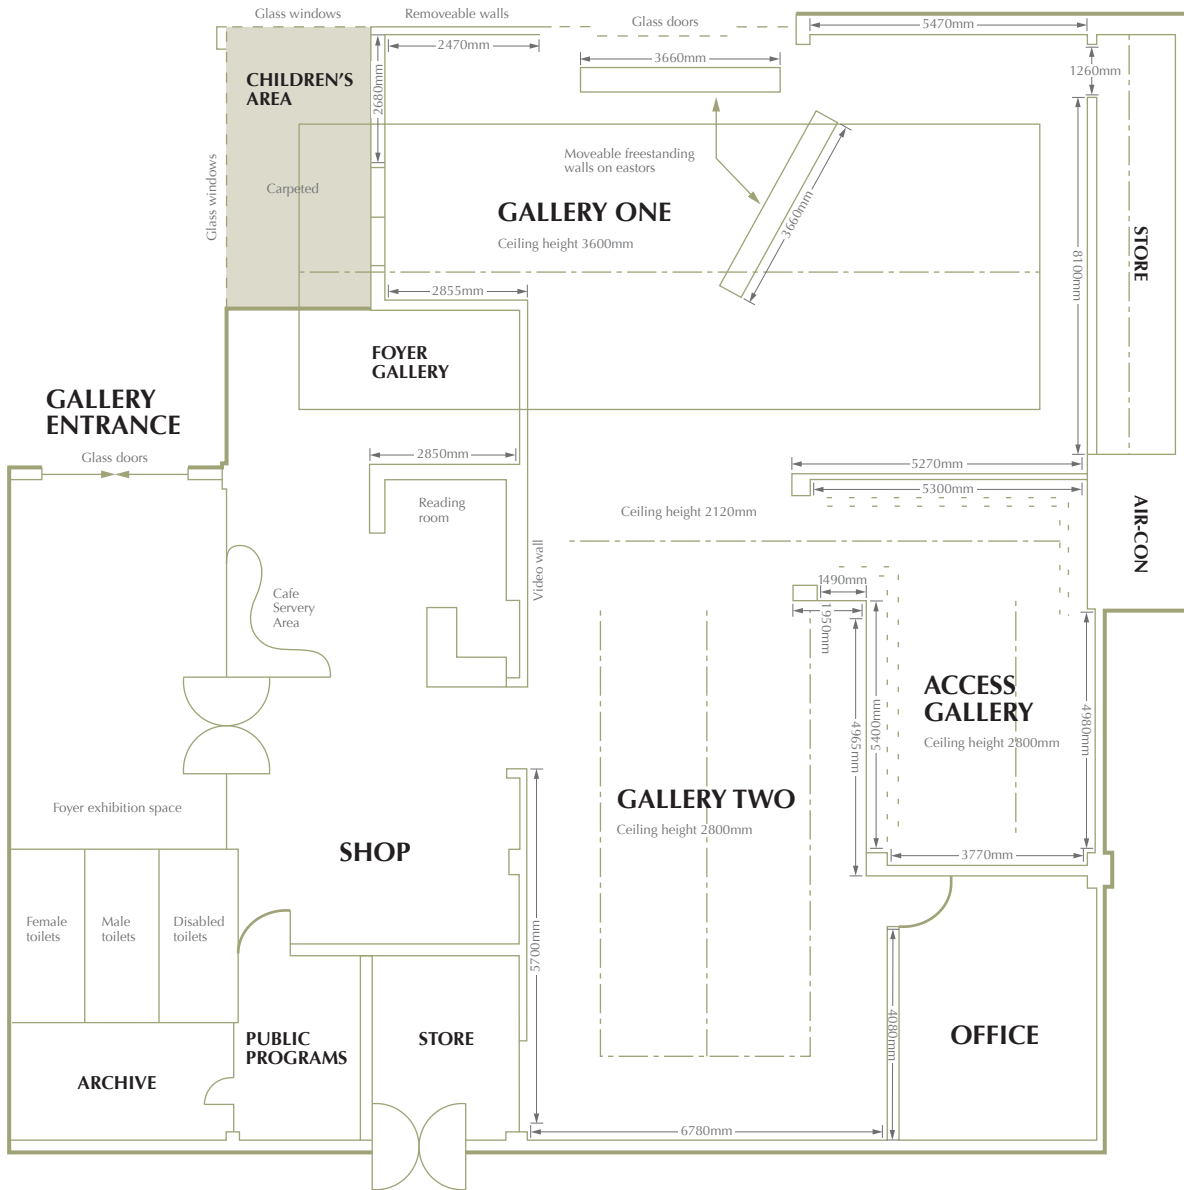 Glass windows
Removeable walls
Glass doors
5470mm
2470mm
3660mm
1260mm
CHILDREN'S
AREA
2680mm
Moveable freestanding
walls on eastors
Glass windows
Carpeted
GALLERY ONE
Ceiling height 3600mm
3660mm
STORE
8100mm
2855mm
FOYER
GALLERY
GALLERY
ENTRANCE
Glass doors
2850mm
5270mm
5300mm
Reading
room
Ceiling height 2120mm
AIR-CON
Video wall
Cafe
Servery
Area
1490mm
1950mm
ACCESS
GALLERY
Ceiling height 2800mm
4965mm
5400mm
4980mm
Foyer exhibition space
GALLERY TWO
Ceiling height 2800mm
SHOP
3770mm
Female
toilets
Male
toilets
Disabled
toilets
5700mm
4080mm
PUBLIC
PROGRAMS
STORE
OFFICE
ARCHIVE
6780mm